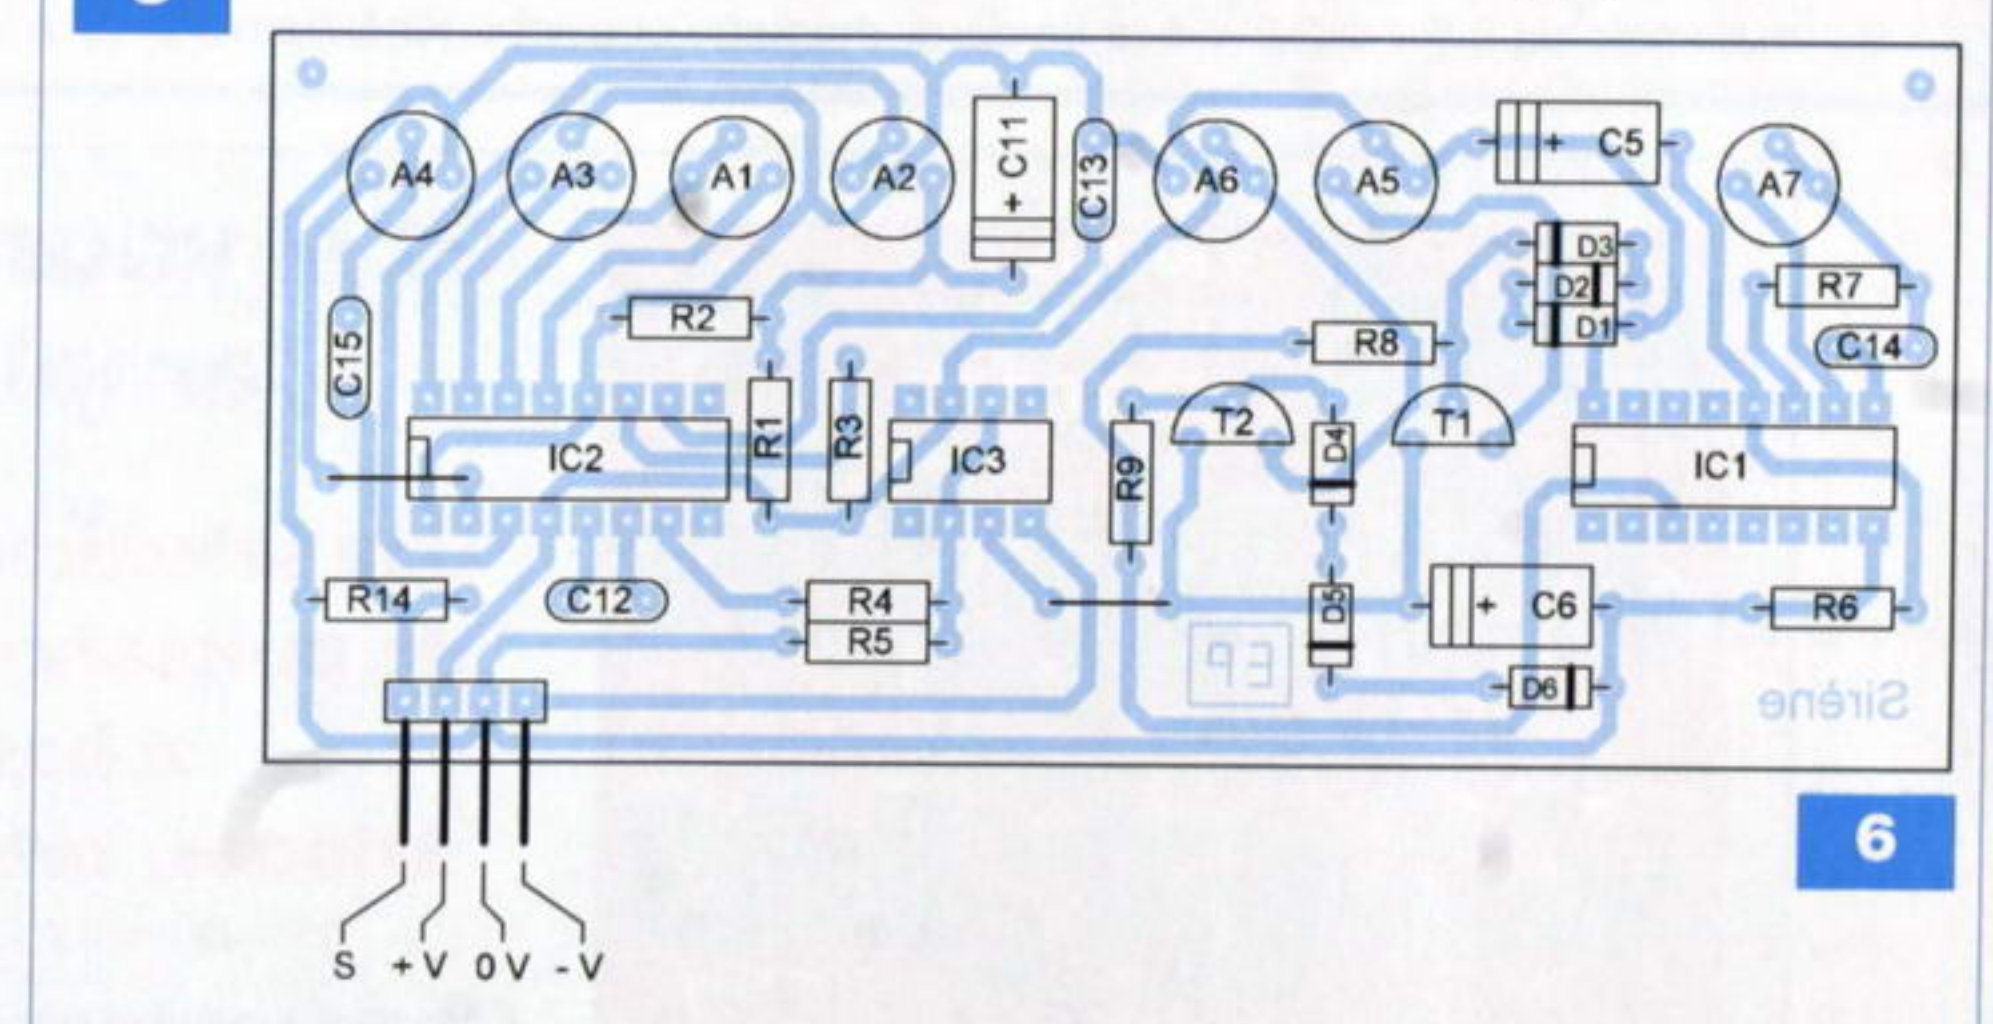 A4 A3 A1 A2 + C11 C13 A6 A5 + C5 A7
D3
R2 D2 R7
D1
C15 R8 C14
R1 R3 T2 D4 T1
IC2 IC3 R9 IC1
R14 C12 R4 D5 + C6 R6
R5
EP
D6 Sirène
6
S +V 0V -V